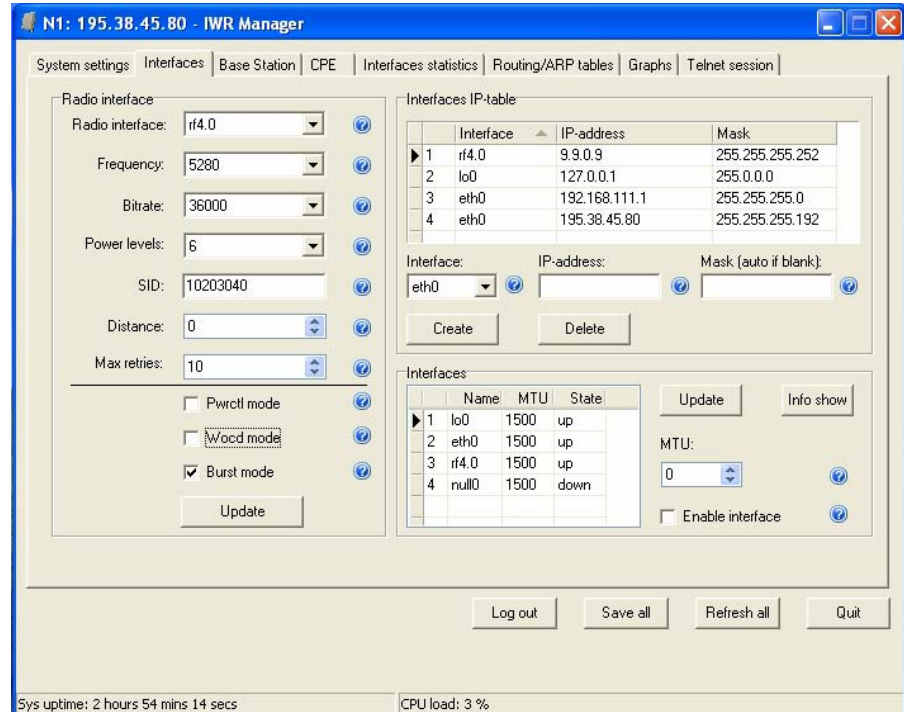 N1: 195.38.45.80 - IWR Manager
System settings Interfaces Base Station CPE Interfaces statistics Routing/ARP tables Graphs Telnet session
Radio interface
Radio interface: rf4.0
Frequency: 5280
Bitrate: 36000
Power levels: 6
SID: 10203040
Distance: 0
Max retries: 10
Pwrctl mode
Wocd mode
Burst mode
Update
Interfaces IP-table
Interface IP-address Mask
1 rf4.0 9.9.0.9 255.255.255.252
2 lo0 127.0.0.1 255.0.0.0
3 eth0 192.168.111.1 255.255.255.0
4 eth0 195.38.45.80 255.255.255.192
Interface: IP-address: Mask (auto if blank):
eth0
Create Delete
Interfaces
Name MTU State
1 lo0 1500 up
2 eth0 1500 up
3 rf4.0 1500 up
4 null0 1500 down
Update Info show
MTU:
0
Enable interface
Log out Save all Refresh all Quit
Sys uptime: 2 hours 54 mins 14 secs CPU load: 3 %